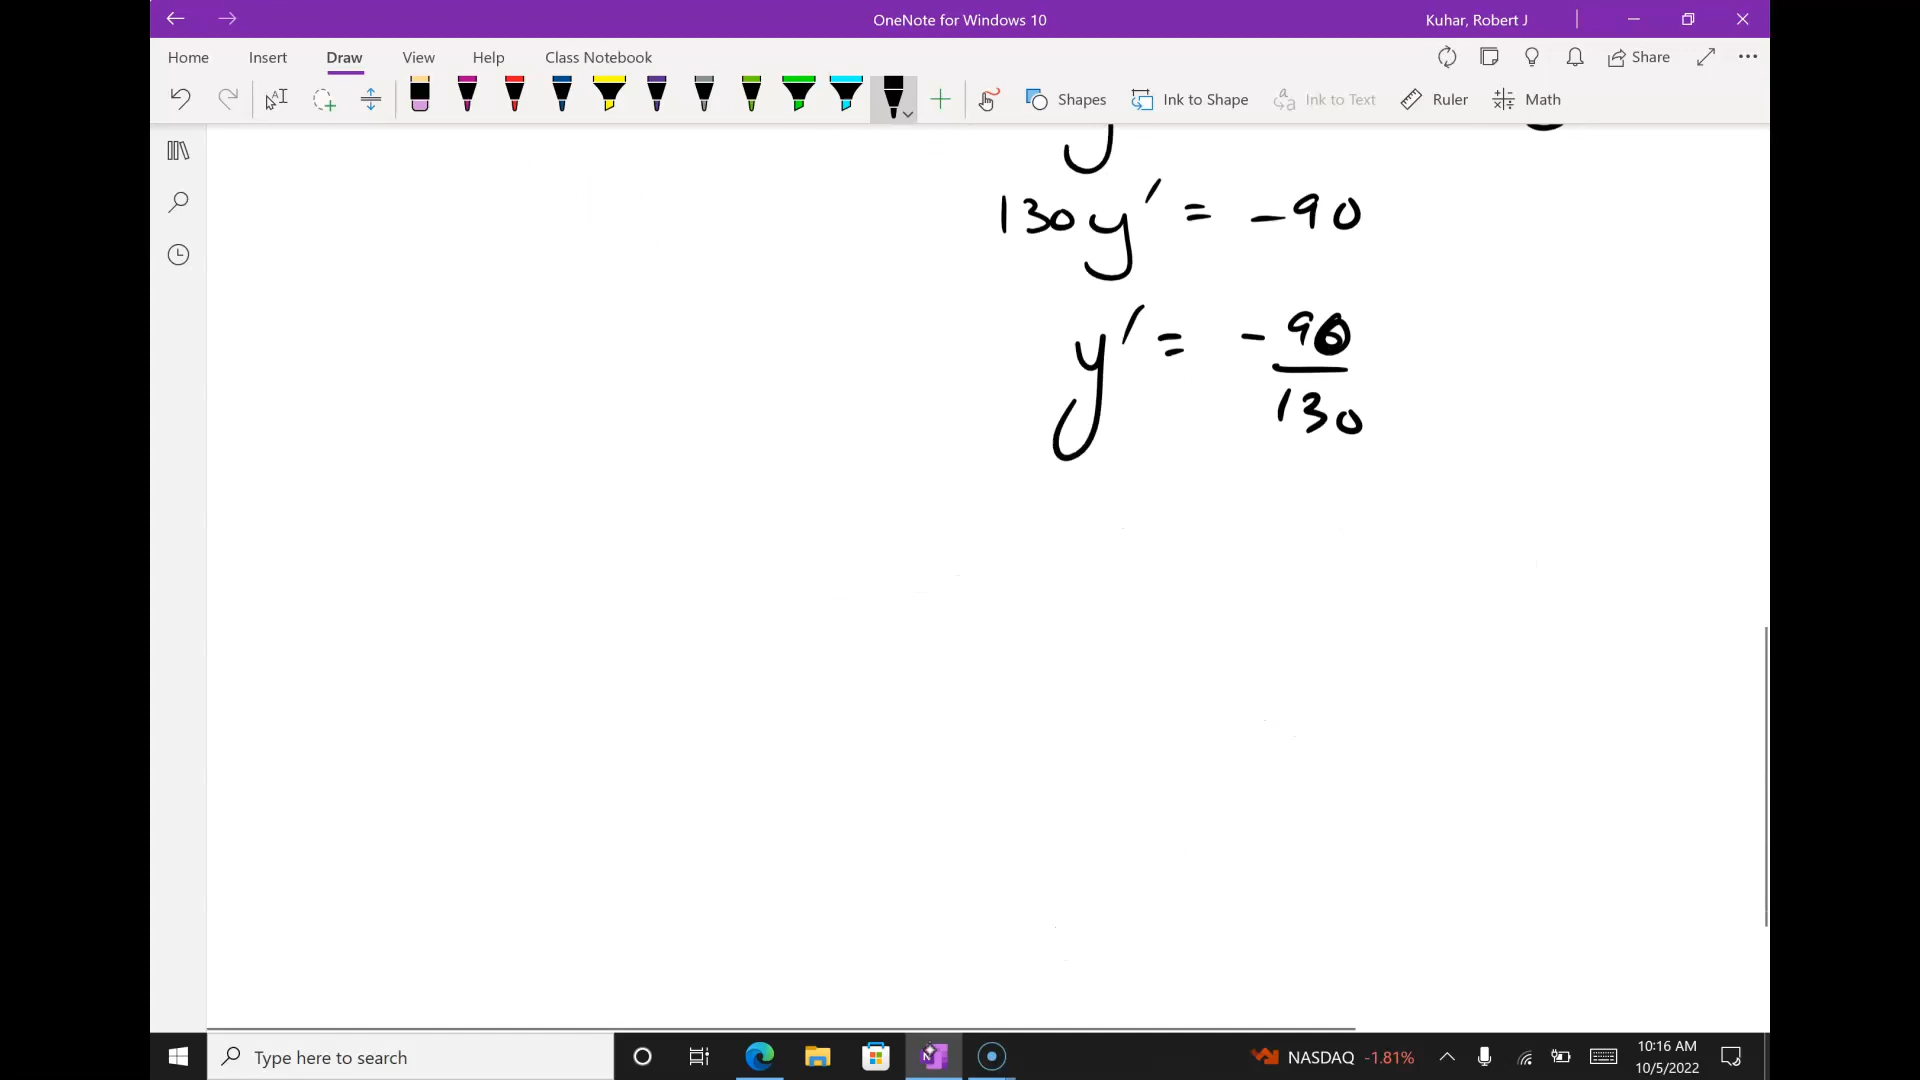 OneNote for Windows 10
Kuhar, Robert J
Home Insert Draw View Help Class Notebook
Share
Shapes Ink to Shape Ink to Text Ruler Math
y
130y' = -90
y' = -90
130
Type here to search
NASDAQ -1.81%
10:16 AM
10/5/2022